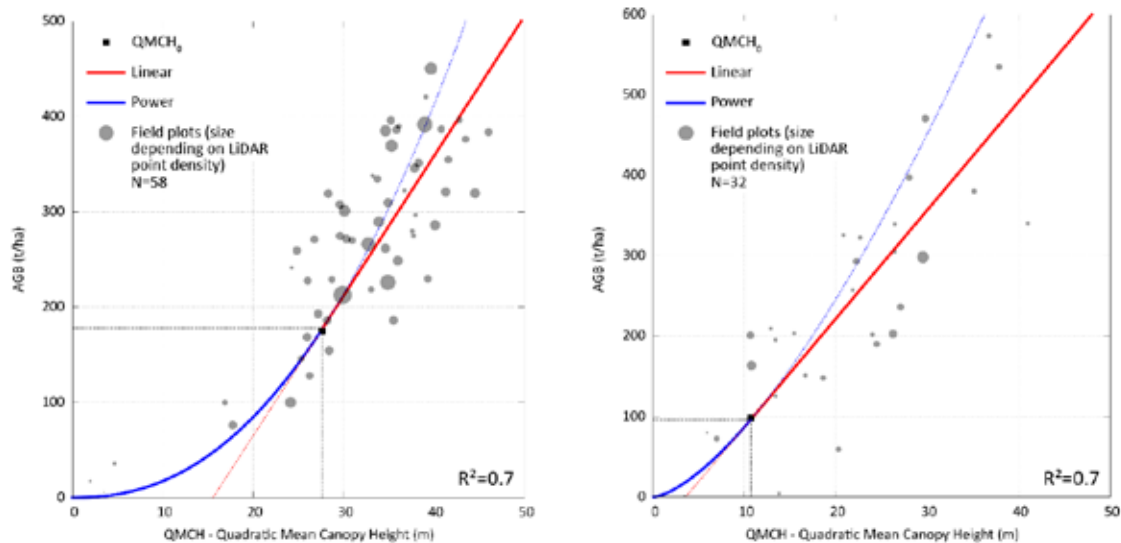 500
400
300
200
100
0
AGB (t/ha)
QMCH0
Linear
Power
Field plots (size
depending on LiDAR
point density)
N=58
R²=0.7
0 10 20 30 40 50
QMCH - Quadratic Mean Canopy Height (m)
600
500
400
300
200
100
0
AGB (t/ha)
QMCH0
Linear
Power
Field plots (size
depending on LiDAR
point density)
N=32
R²=0.7
0 10 20 30 40 50
QMCH - Quadratic Mean Canopy Height (m)